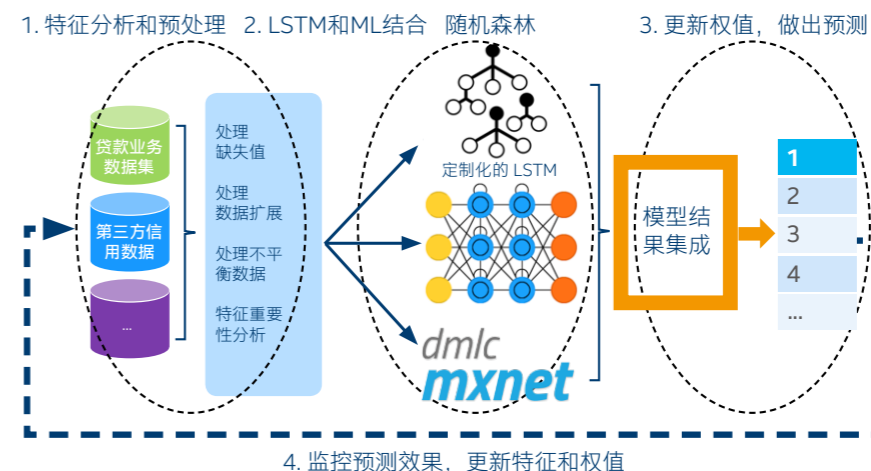 1. 特征分析和预处理
2. LSTM和ML结合
随机森林
3. 更新权值，做出预测
贷款业务
数据集
第三方信
用数据
...
处理
缺失值
处理
数据扩展
处理不平
衡数据
特征重要
性分析
定制化的 LSTM
dmlc
mxnet
模型结
果集成
1
2
3
4
...
4. 监控预测效果，更新特征和权值